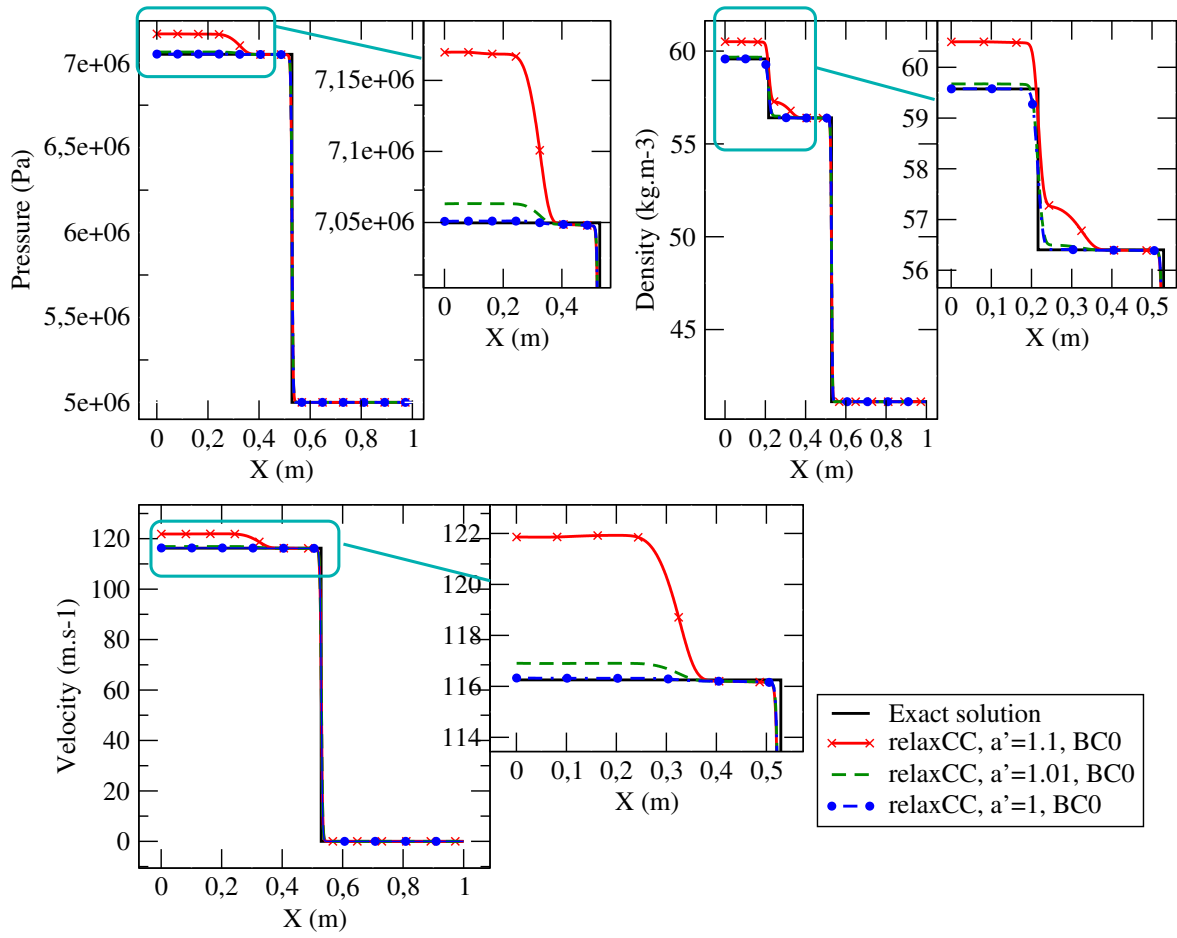 7e+06
6,5e+06
6e+06
5,5e+06
5e+06
Pressure (Pa)
0 0,2 0,4 0,6 0,8 1
X (m)
7,15e+06
7,1e+06
7,05e+06
0 0,2 0,4
X (m)
60
55
50
45
Density (kg.m-3)
0 0,2 0,4 0,6 0,8 1
X (m)
60
59
58
57
56
0 0,1 0,2 0,3 0,4 0,5
X (m)
120
100
80
60
40
20
0
Velocity (m.s-1)
0 0,2 0,4 0,6 0,8 1
X (m)
122
120
118
116
114
0 0,1 0,2 0,3 0,4 0,5
X (m)
Exact solution
relaxCC, a’=1.1, BC0
relaxCC, a’=1.01, BC0
relaxCC, a’=1, BC0